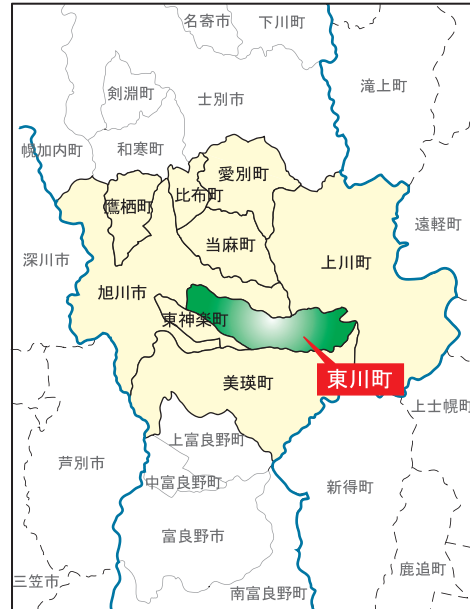 名寄市
下川町
滝上町
剣淵町
士別市
幌加内町
和寒町
愛別町
比布町
鷹栖町
遠軽町
当麻町
深川市
上川町
旭川市
東神楽町
東川町
美瑛町
上士幌町
上富良野町
芦別市
中富良野町
新得町
富良野市
鹿追町
三笠市
南富良野町